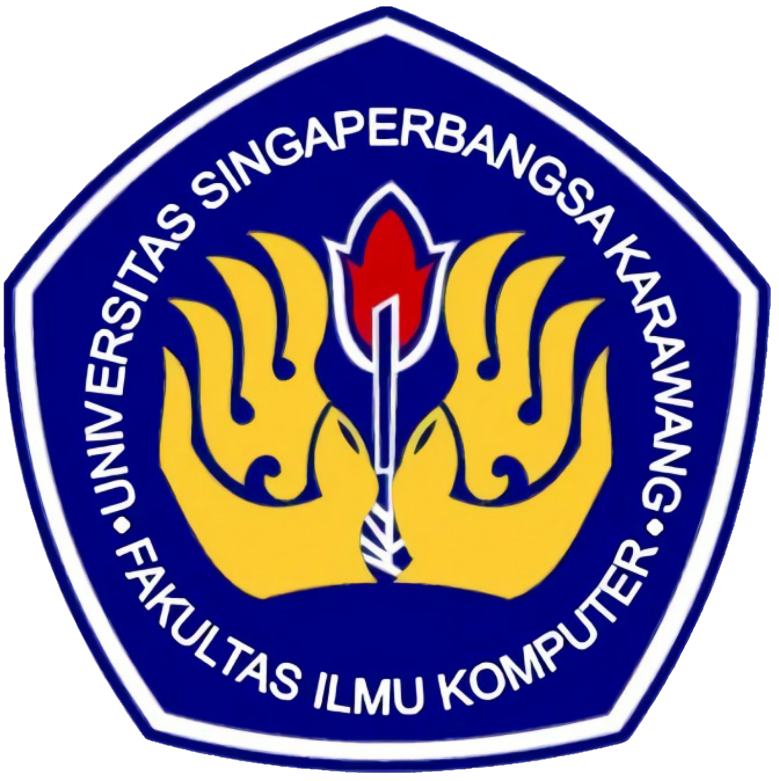 UNIVERSITAS SINGAPERBANGSA KARAWANG
FAKULTAS ILMU KOMPUTER